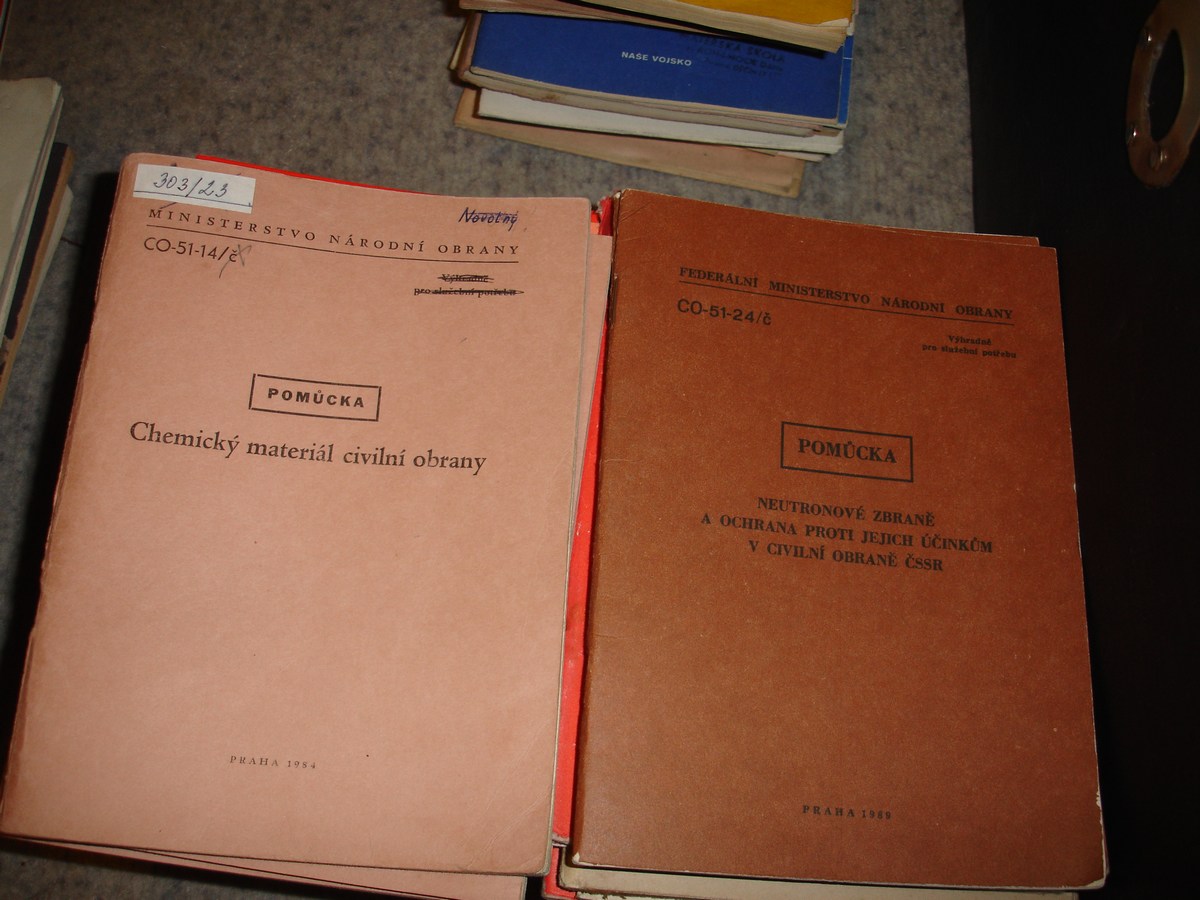 NAŠE VOJSKO
303/23
Novotný
MINISTERSTVO NÁRODNÍ OBRANY
CO-51-14/č
Výhradně
pro služební potřebu
POMŮCKA
Chemický materiál civilní obrany
PRAHA 1984
FEDERÁLNÍ MINISTERSTVO NÁRODNÍ OBRANY
CO-51-24/č
Výhradně
pro služební potřebu
POMŮCKA
NEUTRONOVÉ ZBRANĚ
A OCHRANA PROTI JEJICH ÚČINKŮM
V CIVILNÍ OBRANĚ ČSSR
PRAHA 1989